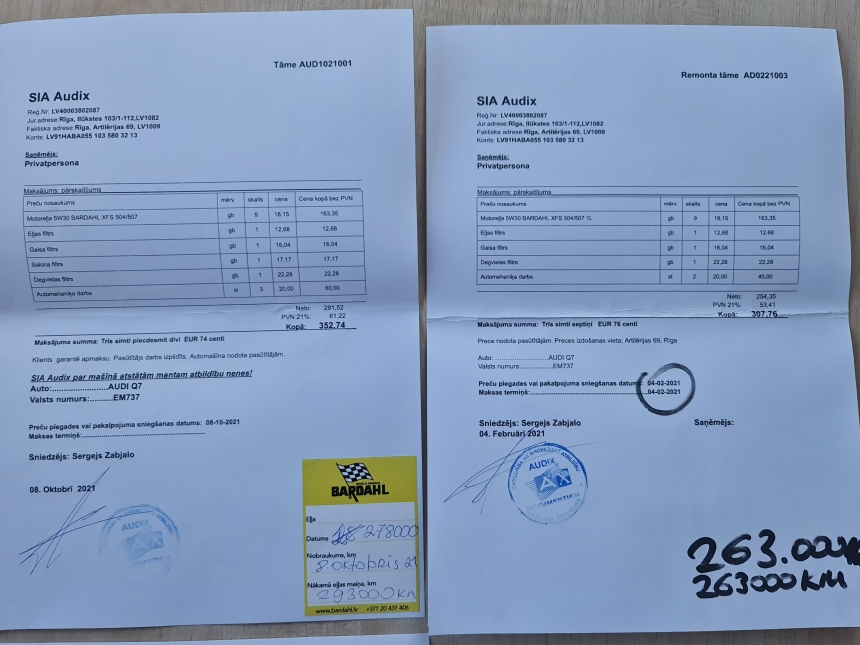 Tāme AUD1021001
SIA Audix
Reģ.Nr: LV40003802087
Jur.adrese:Rīga, Ilūkstes 103/1-112,LV1082
Faktiska adrese:Rīga, Artilērijas 69, LV1009
Konts: LV91HABA055 103 580 32 13
Saņēmējs:
Privatpersona
Maksājums: pārskaitījums
Preču nosaukums mērv skaits cena Cena kopā bez PVN
Motoreļļa 5W30 BARDAHL XFS 504/507 gb 9 18,15 163,35
Eļļas filtrs gb 1 12,68 12,68
Gaisa filtrs gb 1 16,04 16,04
Salona filtrs gb 1 17,17 17,17
Degvielas filtrs gb 1 22,28 22,28
Automehaniķa darbs st 3 20,00 60,00
Neto: 291,52
PVN 21%: 61,22
Kopā: 352,74
Maksājuma summa: Trīs simti piecdesmit divi EUR 74 centi
Klients garantē apmaksu. Pasūtītājs darbs izpildīts. Automašīna nodota pasūtītājam.
SIA Audix par mašīnā atstātām mantam atbildību nenes!
Auto:........................AUDI Q7
Valsts numurs:..........EM737
Preču piegades vai pakalpojuma sniegšanas datums: 08-10-2021
Maksas termiņš:
Sniedzējs: Sergejs Zabjalo
08. Oktobrī 2021
AUDIX
BARDAHL
Eļļa
Datums 278000
Nobraukums, km
8.oktobris 21
Nākamā eļļas maiņa, km
293000 KM
www.bardahl.lv +371 20 431 406
Remonta tāme AD0221003
SIA Audix
Reģ.Nr: LV40003802087
Jur.adrese:Rīga, Ilūkstes 103/1-112,LV1082
Faktiska adrese:Rīga, Artilērijas 69, LV1009
Konts: LV91HABA055 103 580 32 13
Saņēmējs:
Privatpersona
Maksājums: pārskaitījums
Preču nosaukums mērv skaits cena Cena kopā bez PVN
Motoreļļa 5W30 BARDAHL XFS 504/507 1L gb 9 18,15 163,35
Eļļas filtrs gb 1 12,68 12,68
Gaisa filtrs gb 1 16,04 16,04
Degvielas filtrs gb 1 22,28 22,28
Automehaniķa darbs st 2 20,00 40,00
Neto: 254,35
PVN 21%: 53,41
Kopā: 307,76
Maksājuma summa: Trīs simti septiņi EUR 76 centi
Prece nodota pasūtītājam. Preces izdošanas vieta; Artilērijas 69, Rīga
Auto: ........................AUDI Q7
Valsts numurs:........................EM737
Preču piegades vai pakalpojuma sniegšanas datums: 04-02-2021
Maksas termiņš:........................04-02-2021
Sniedzējs: Sergejs Zabjalo Saņēmējs:
04. Februārī 2021
AUDIX
DOKUMENTIEM
263.000
263000KM